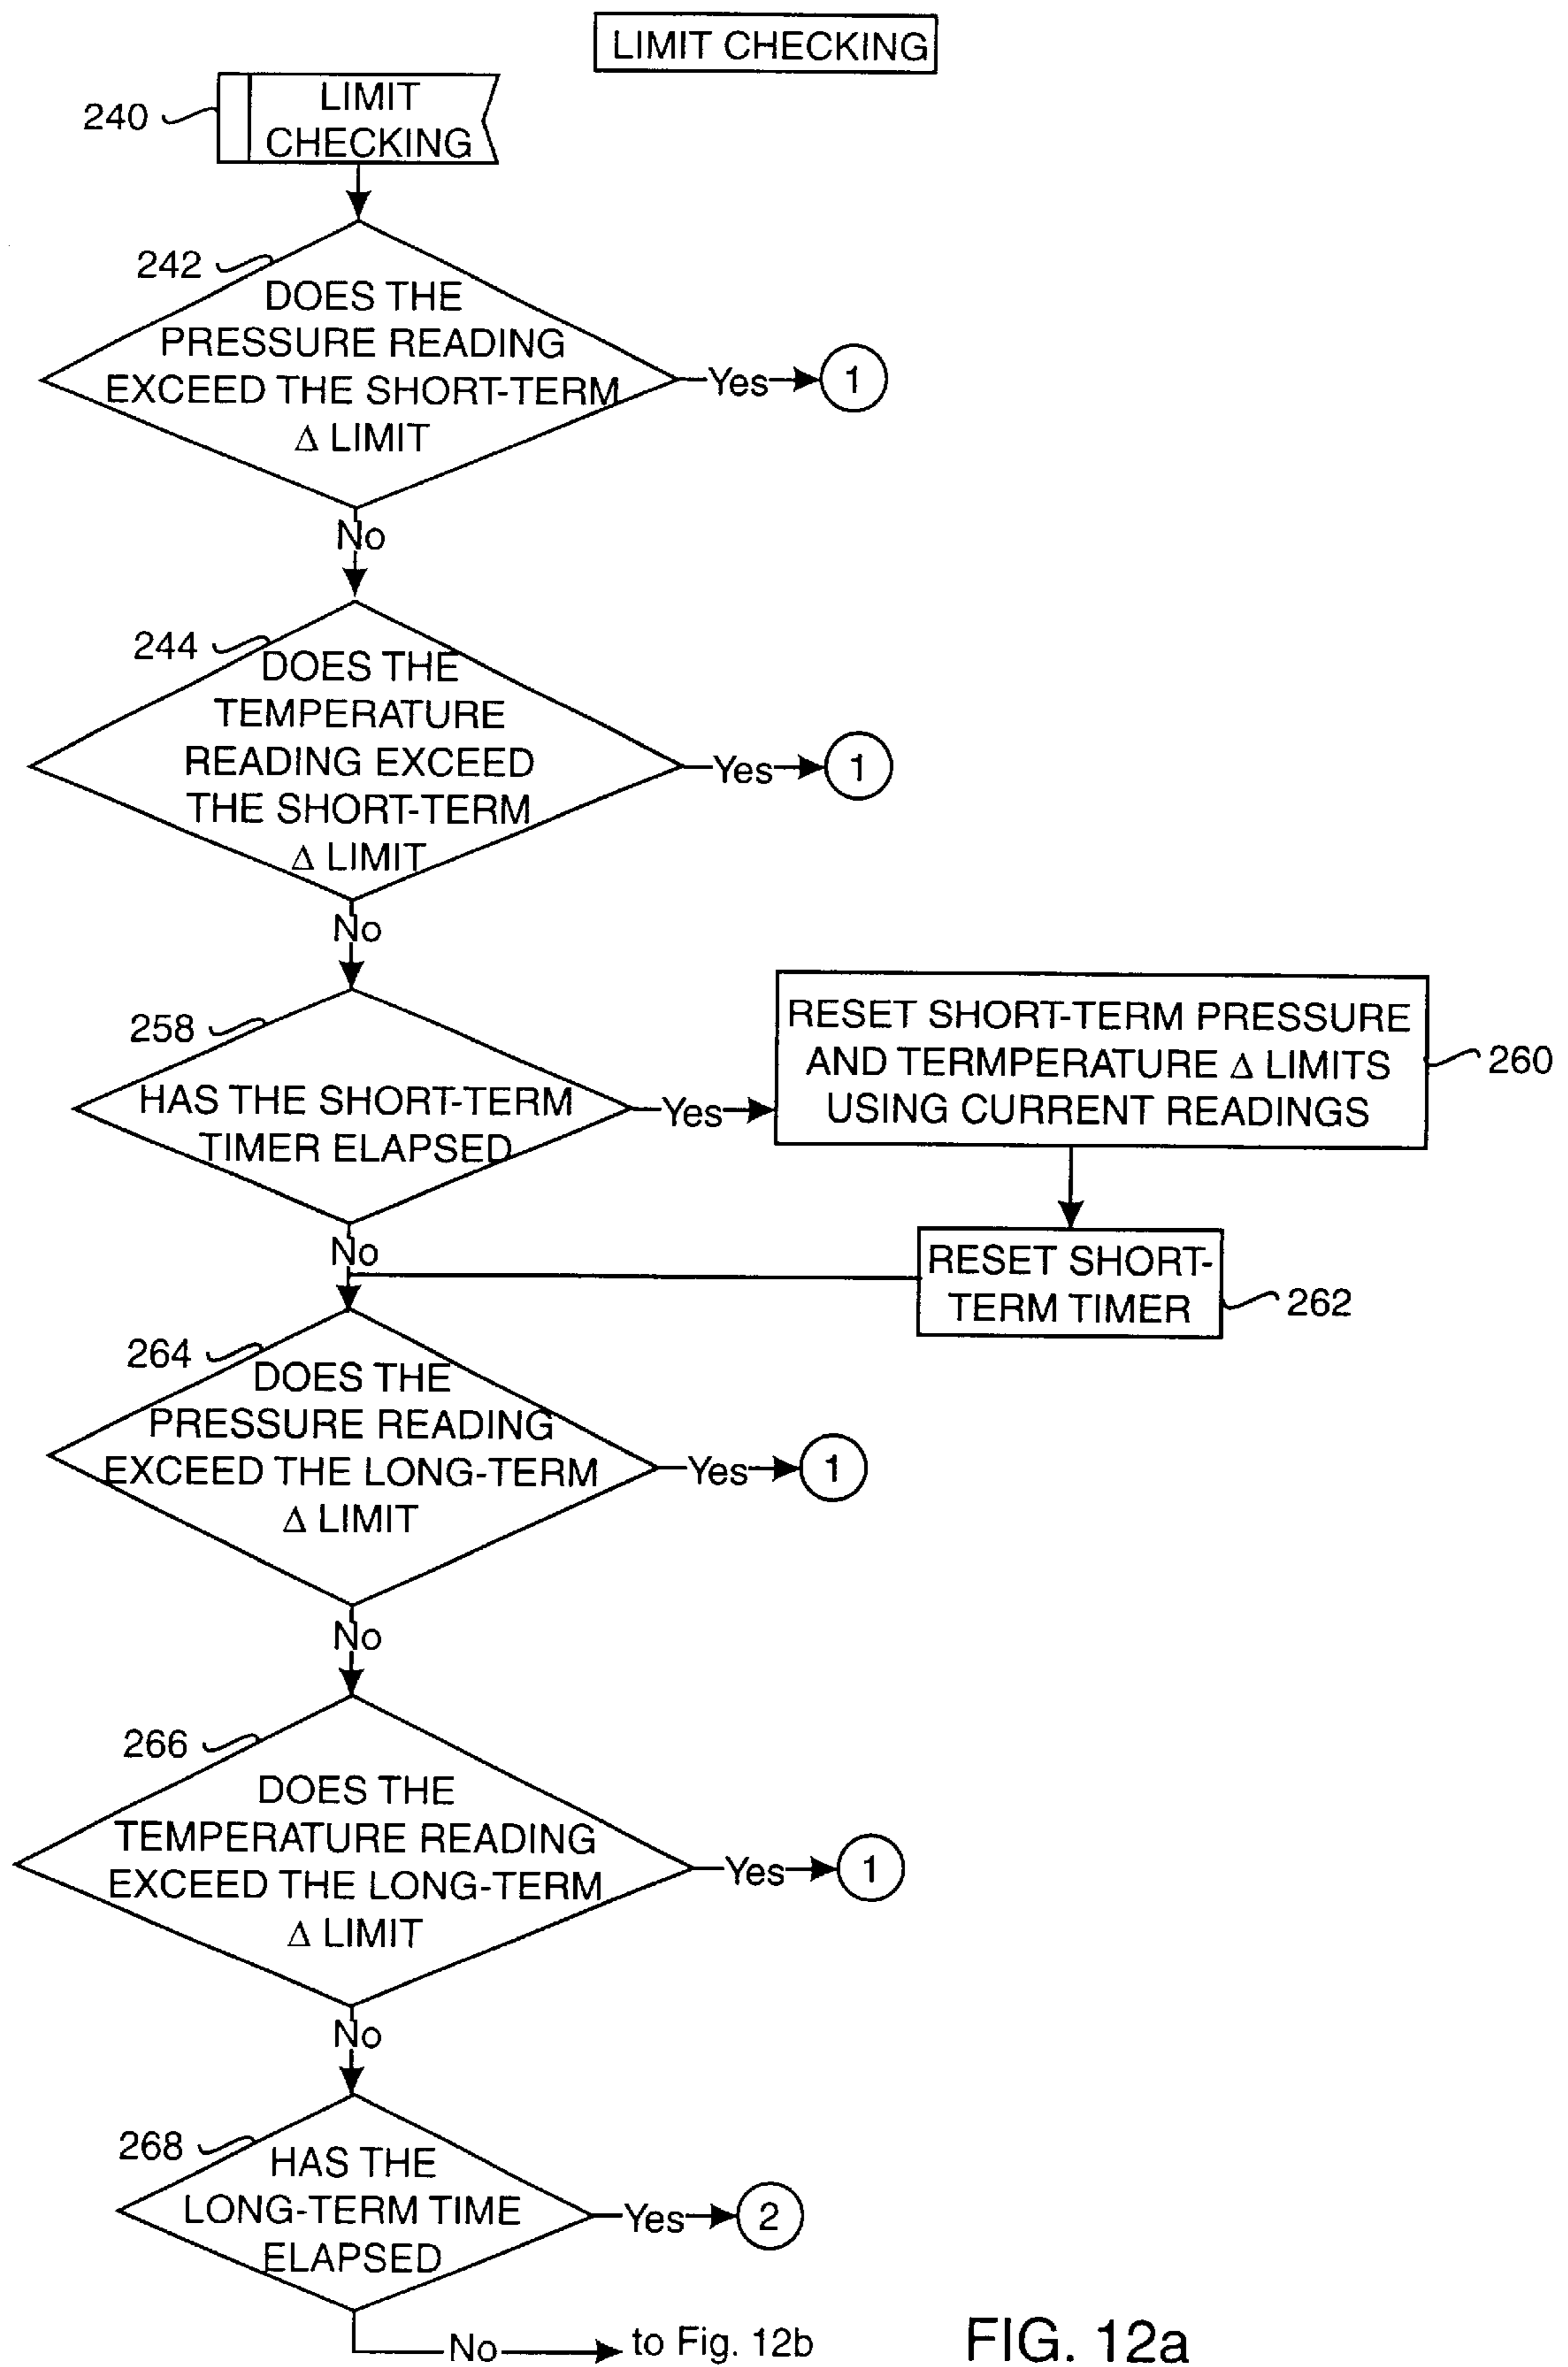 LIMIT CHECKING
240
LIMIT
CHECKING
242
DOES THE
PRESSURE READING
EXCEED THE SHORT-TERM
Δ LIMIT
Yes
1
No
244
DOES THE
TEMPERATURE
READING EXCEED
THE SHORT-TERM
Δ LIMIT
Yes
1
No
258
HAS THE SHORT-TERM
TIMER ELAPSED
Yes
RESET SHORT-TERM PRESSURE
AND TERMPERATURE Δ LIMITS
USING CURRENT READINGS
260
No
RESET SHORT-
TERM TIMER
262
264
DOES THE
PRESSURE READING
EXCEED THE LONG-TERM
Δ LIMIT
Yes
1
No
266
DOES THE
TEMPERATURE READING
EXCEED THE LONG-TERM
Δ LIMIT
Yes
1
No
268
HAS THE
LONG-TERM TIME
ELAPSED
Yes
2
No
to Fig. 12b
FIG. 12a